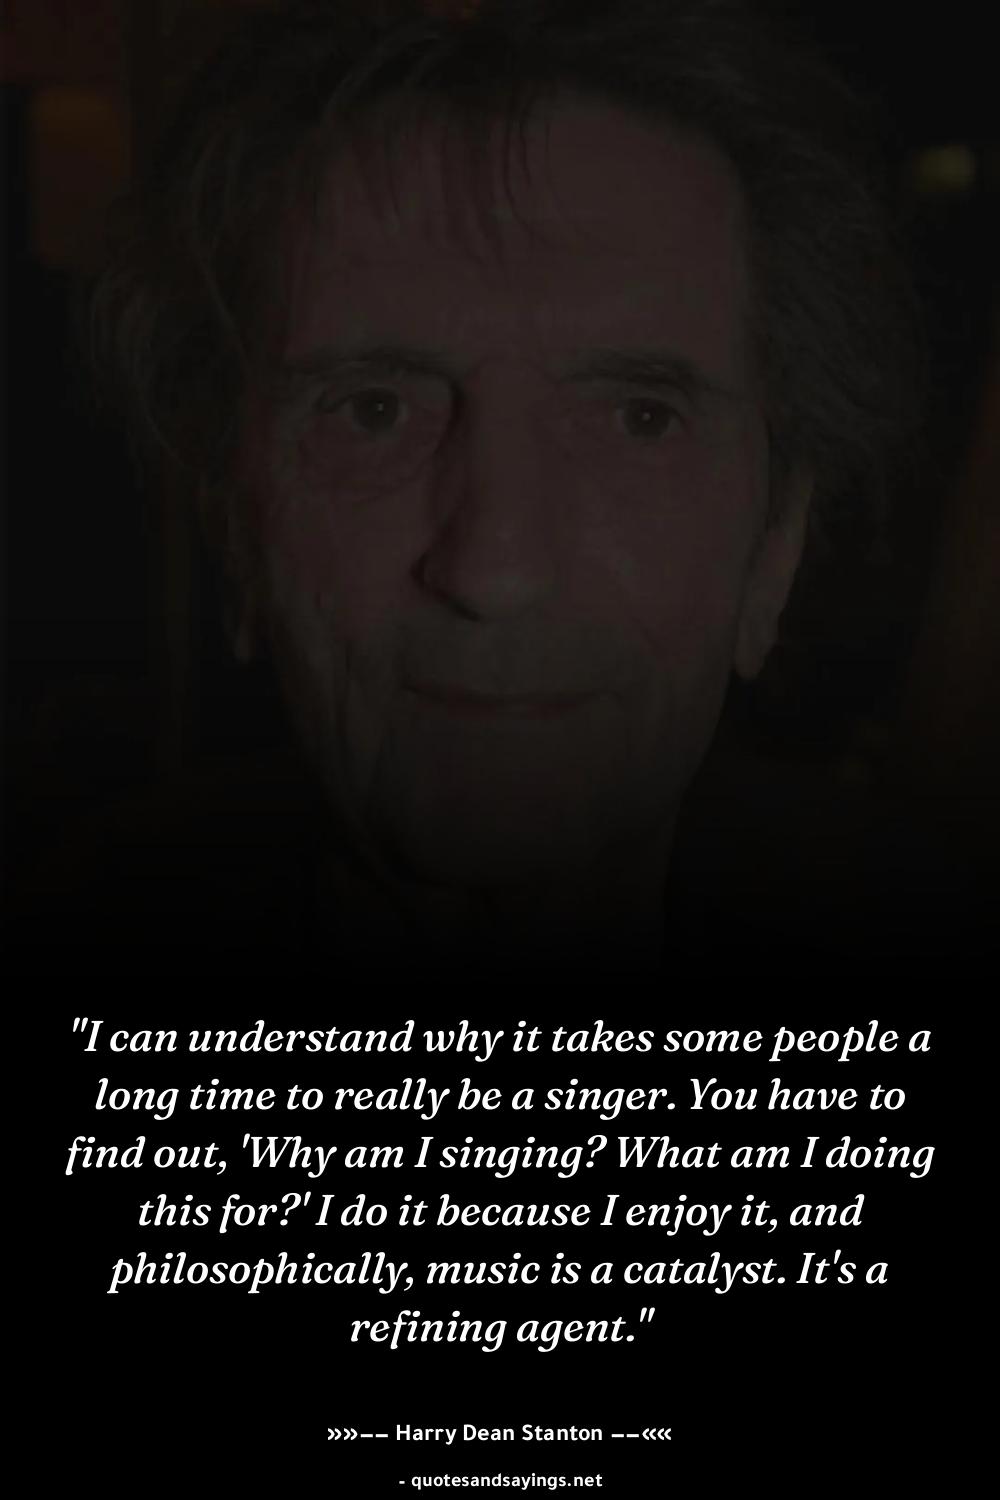 "I can understand why it takes some people a
long time to really be a singer. You have to
find out, 'Why am I singing? What am I doing
this for?' I do it because I enjoy it, and
philosophically, music is a catalyst. It's a
refining agent."
»»–– Harry Dean Stanton ––««
- quotesandsayings.net